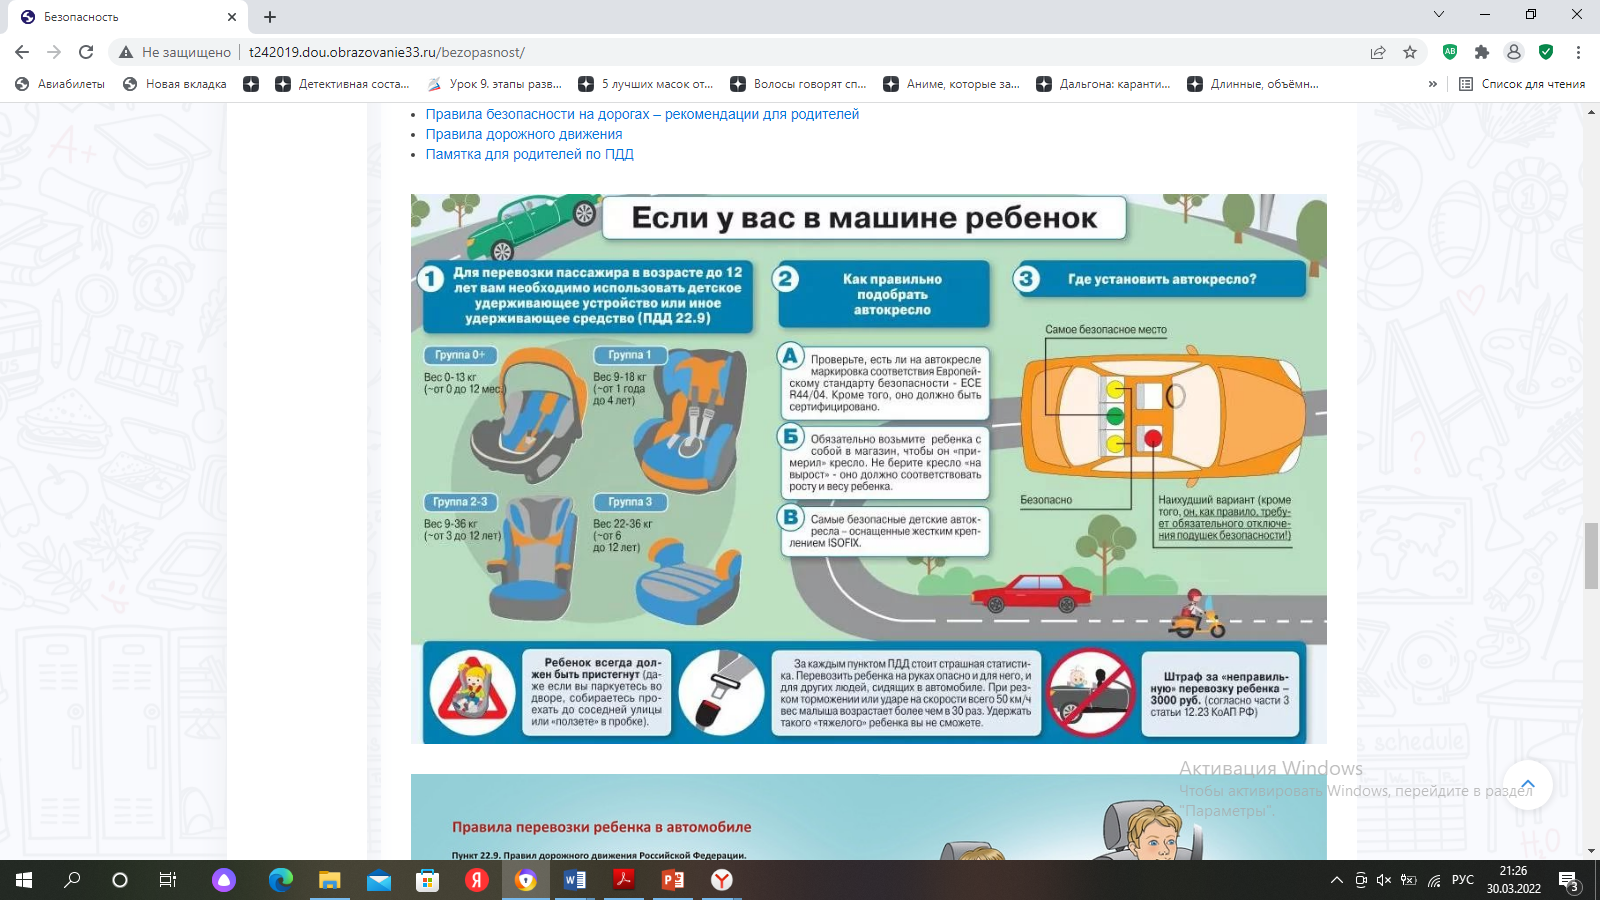 Безопасность
Не защищено
t242019.dou.obrazovanie33.ru/bezopasnost/
Авиабилеты
Новая вкладка
Детективная соста...
Урок 9. этапы разв...
5 лучших масок от...
Волосы говорят сп...
Аниме, которые за...
Дальгона: каранти...
Длинные, объёмн...
»
Список для чтения
Правила безопасности на дорогах – рекомендации для родителей
Правила дорожного движения
Памятка для родителей по ПДД
Если у вас в машине ребенок
1
Для перевозки пассажира в возрасте до 12
лет вам необходимо использовать детское
удерживающее устройство или иное
удерживающее средство (ПДД 22.9)
Группа 0+
Вес 0-13 кг
(~от 0 до 12 мес.)
Группа 1
Вес 9-18 кг
(~от 1 года
до 4 лет)
Группа 2-3
Вес 9-36 кг
(~от 3 до 12 лет)
Группа 3
Вес 22-36 кг
(~от 6
до 12 лет)
2
Как правильно
подобрать
автокресло
А
Проверьте, есть ли на автокресле
маркировка соответствия Европей-
скому стандарту безопасности - ECE
R44/04. Кроме того, оно должно быть
сертифицировано.
Б
Обязательно возьмите ребенка с
собой в магазин, чтобы он «при-
мерил» кресло. Не берите кресло «на
вырост» - оно должно соответствовать
росту и весу ребенка.
В
Самые безопасные детские авток-
ресла – оснащенные жестким креп-
лением ISOFIX.
3
Где установить автокресло?
Самое безопасное место
Безопасно
Наихудший вариант (кроме
того, он, как правило, требу-
ет обязательного отключе-
ния подушек безопасности!)
Ребенок всегда дол-
жен быть пристегнут (да-
же если вы паркуетесь во
дворе, собираетесь про-
ехать до соседней улицы
или «ползете» в пробке).
За каждым пунктом ПДД стоит страшная статисти-
ка. Перевозить ребенка на руках опасно и для него, и
для других людей, сидящих в автомобиле. При рез-
ком торможении или ударе на скорости всего 50 км/ч
вес малыша возрастает более чем в 30 раз. Удержать
такого «тяжелого» ребенка вы не сможете.
Штраф за «неправиль-
ную» перевозку ребенка –
3000 руб. (согласно части 3
статьи 12.23 КоАП РФ)
Активация Windows
Чтобы активировать Windows, перейдите в раздел
"Параметры".
Правила перевозки ребенка в автомобиле
Пункт 22.9. Правил дорожного движения Российской Федерации.
РУС
21:26
30.03.2022
3